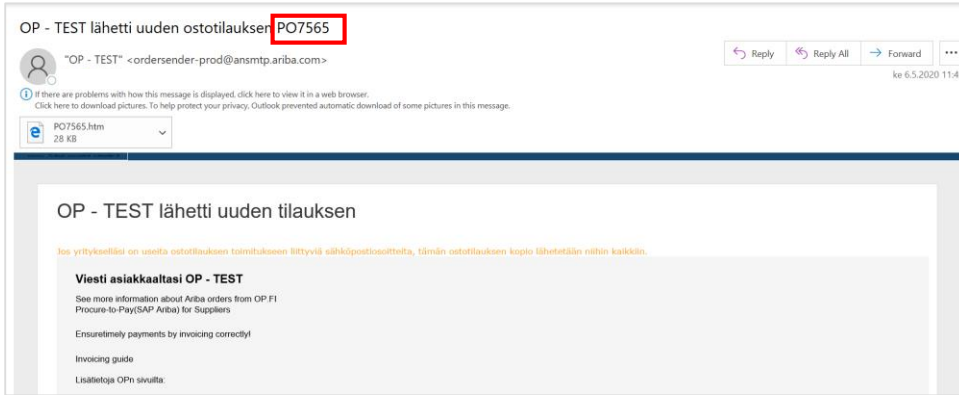 OP - TEST lähetti uuden ostotilauksen PO7565
"OP - TEST" <ordersender-prod@ansmtp.ariba.com>
Reply
Reply All
Forward
ke 6.5.2020 11:4
If there are problems with how this message is displayed, click here to view it in a web browser.
Click here to download pictures. To help protect your privacy, Outlook prevented automatic download of some pictures in this message.
PO7565.htm
28 KB
OP - TEST lähetti uuden tilauksen
Jos yritykselläsi on useita ostotilauksen toimitukseen liittyviä sähköpostiosoitteita, tämän ostotilauksen kopio lähetetään niihin kaikkiin.
Viesti asiakkaaltasi OP - TEST
See more information about Ariba orders from OP.FI
Procure-to-Pay(SAP Ariba) for Suppliers
Ensuretimely payments by invoicing correctly!
Invoicing guide
Lisätietoja OPn sivuilta: